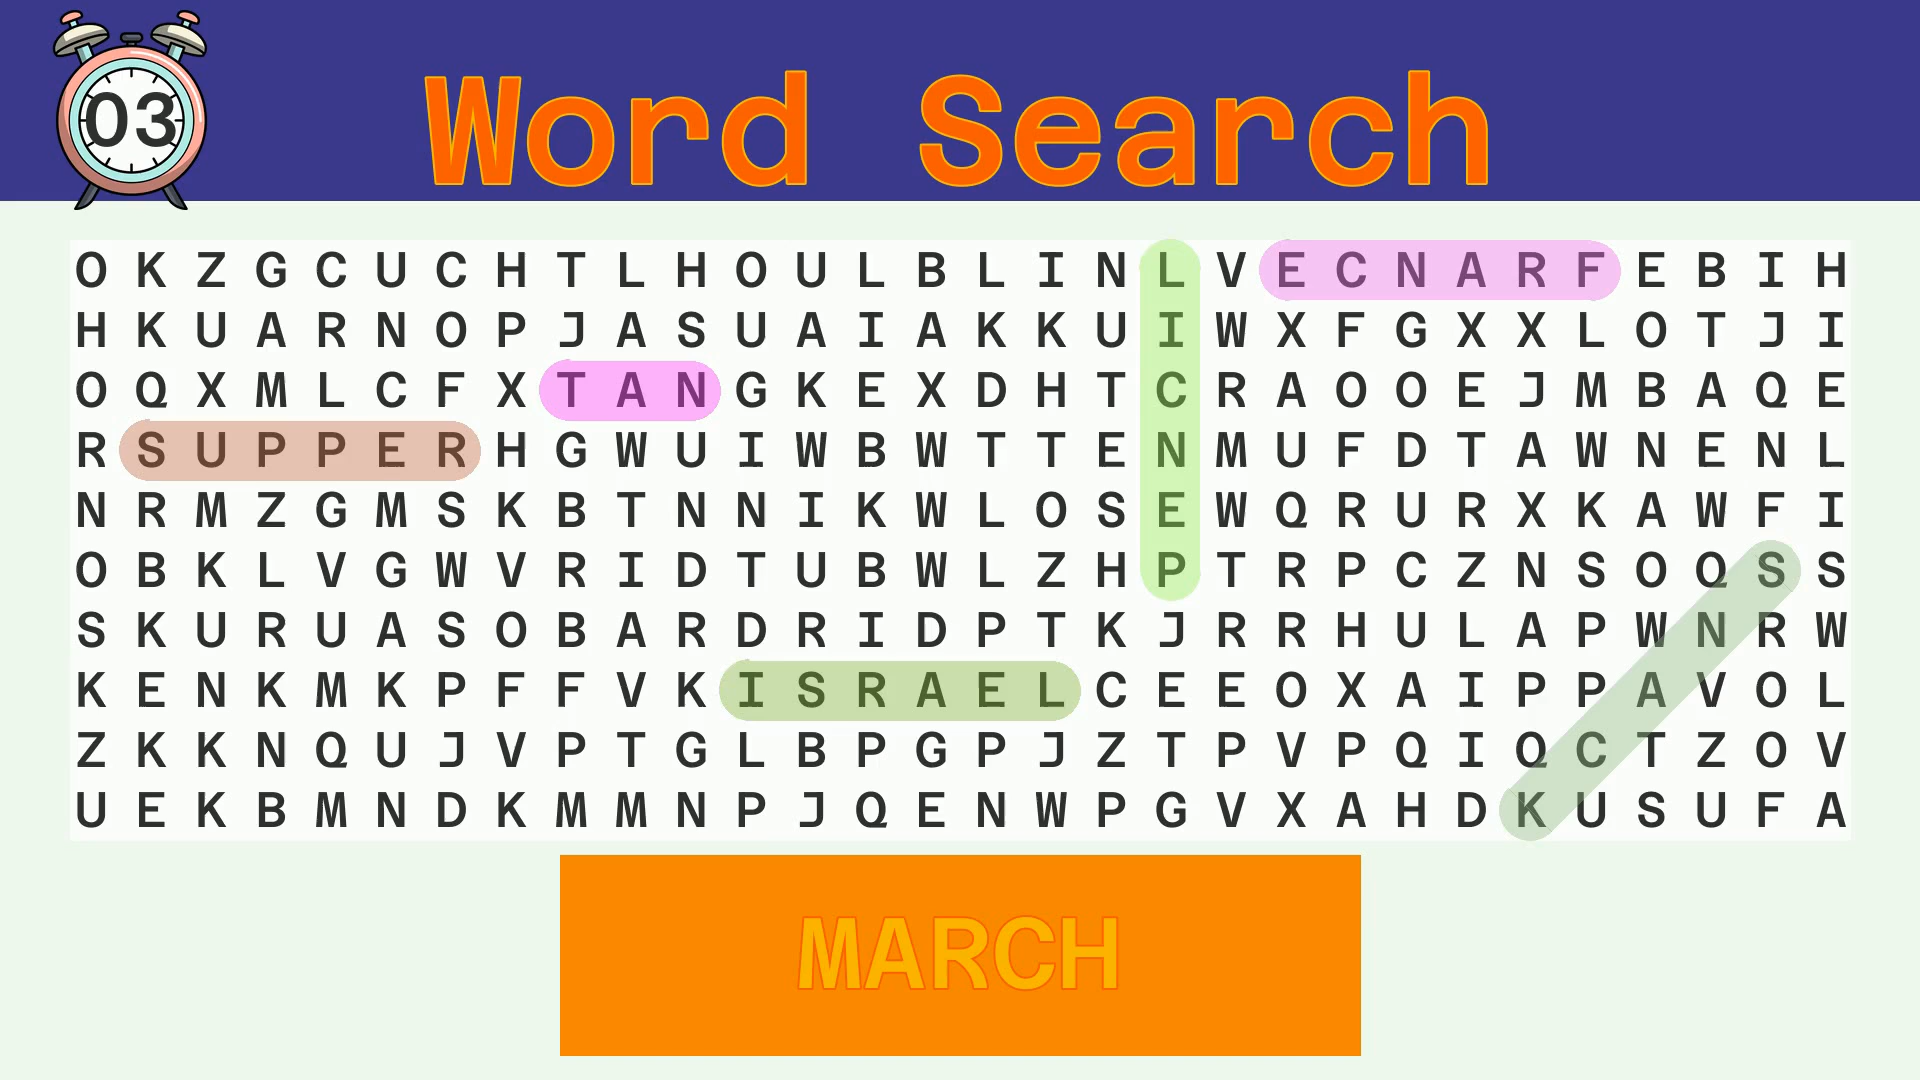 03
Word Search
O K Z G C U C H T L H O U L B L I N L V E C N A R F E B I H
H K U A R N O P J A S U A I A K K U I W X F G X X L O T J I
O Q X M L C F X T A N G K E X D H T C R A O O E J M B A Q E
R S U P P E R H G W U I W B W T T E N M U F D T A W N E N L
N R M Z G M S K B T N N I K W L O S E W Q R U R X K A W F I
O B K L V G W V R I D T U B W L Z H P T R P C Z N S O Q S S
S K U R U A S O B A R D R I D P T K J R R H U L A P W N R W
K E N K M K P F F V K I S R A E L C E E O X A I P P A V O L
Z K K N Q U J V P T G L B P G P J Z T P V P Q I Q C T Z O V
U E K B M N D K M M N P J Q E N W P G V X A H D K U S U F A
MARCH